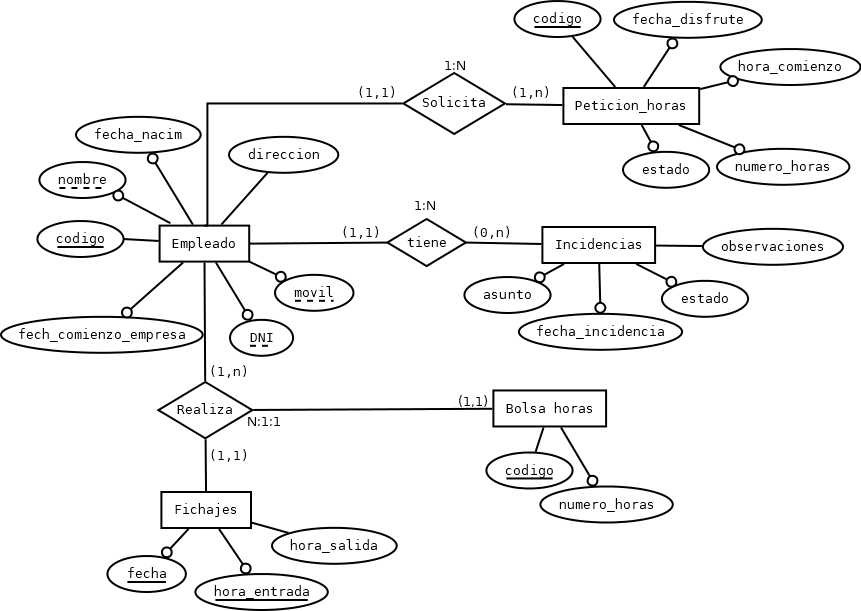 codigo
fecha_disfrute
1:N
hora_comienzo
(1,1)
(1,n)
Solicita
Peticion_horas
fecha_nacim
direccion
estado
numero_horas
nombre
1:N
(1,1)
(0,n)
codigo
Empleado
tiene
Incidencias
observaciones
movil
asunto
estado
fech_comienzo_empresa
DNI
fecha_incidencia
(1,n)
Realiza
N:1:1
(1,1)
Bolsa horas
(1,1)
codigo
numero_horas
Fichajes
hora_salida
fecha
hora_entrada